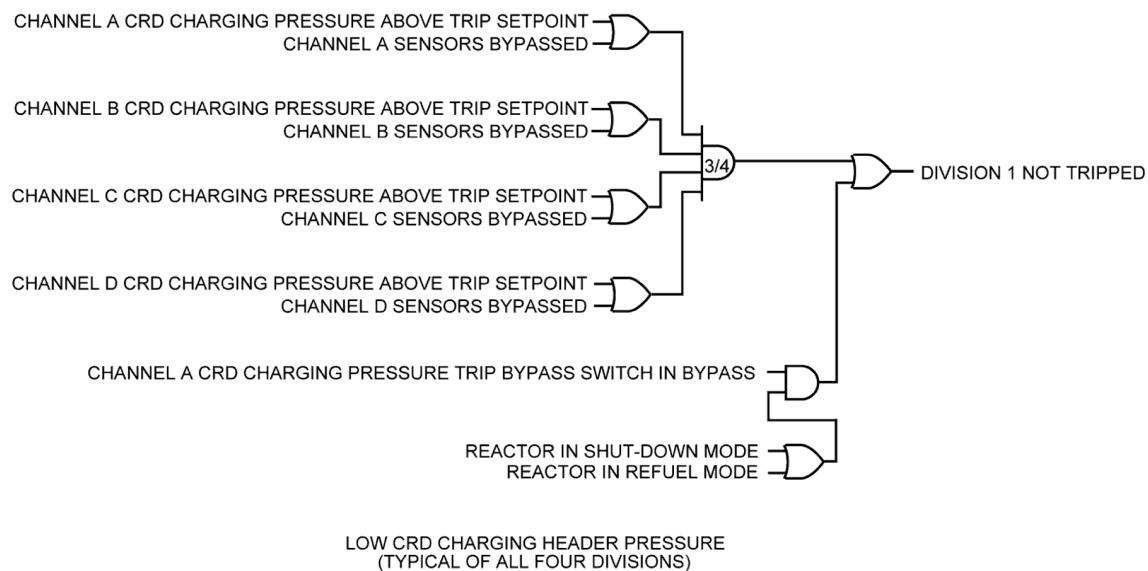 CHANNEL A CRD CHARGING PRESSURE ABOVE TRIP SETPOINT
CHANNEL A SENSORS BYPASSED
CHANNEL B CRD CHARGING PRESSURE ABOVE TRIP SETPOINT
CHANNEL B SENSORS BYPASSED
3/4
DIVISION 1 NOT TRIPPED
CHANNEL C CRD CHARGING PRESSURE ABOVE TRIP SETPOINT
CHANNEL C SENSORS BYPASSED
CHANNEL D CRD CHARGING PRESSURE ABOVE TRIP SETPOINT
CHANNEL D SENSORS BYPASSED
CHANNEL A CRD CHARGING PRESSURE TRIP BYPASS SWITCH IN BYPASS
REACTOR IN SHUT-DOWN MODE
REACTOR IN REFUEL MODE
LOW CRD CHARGING HEADER PRESSURE
(TYPICAL OF ALL FOUR DIVISIONS)